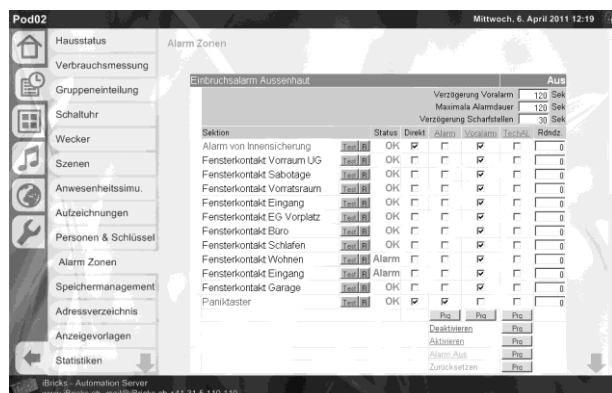 Pod02 Mittwoch, 6. April 2011 12:19
Hausstatus
Verbrauchsmessung
Gruppeneinteilung
Schaltuhr
Wecker
Szenen
Anwesenheitssimu.
Aufzeichnungen
Personen & Schlüssel
Alarm Zonen
Speichermanagement
Adressverzeichnis
Anzeigevorlagen
Statistiken
Alarm Zonen
Einbruchsalarm Aussenhaut Aus
Verzögerung Voralarm 120 Sek
Maximala Alarmdauer 120 Sek
Verzögerung Scharfstellen 30 Sek
Sektion Status Direkt Alarm Voralarm TechAl. Rdndz.
Alarm von Innensicherung Test R OK 0
Fensterkontakt Vorraum UG Test R OK 0
Fensterkontakt Sabotage Test R OK 0
Fensterkontakt Vorratsraum Test R OK 0
Fensterkontakt Eingang Test R OK 0
Fensterkontakt EG Vorplatz Test R OK 0
Fensterkontakt Büro Test R OK 0
Fensterkontakt Schlafen Test R OK 0
Fensterkontakt Wohnen Test R Alarm 0
Fensterkontakt Eingang Test R Alarm 0
Fensterkontakt Garage Test R OK 0
Paniktaster Test R OK 0
Prg Prg Prg
Deaktivieren Prg
Aktivieren Prg
Alarm Aus Prg
Zurücksetzen Prg
iBricks - Automation Server